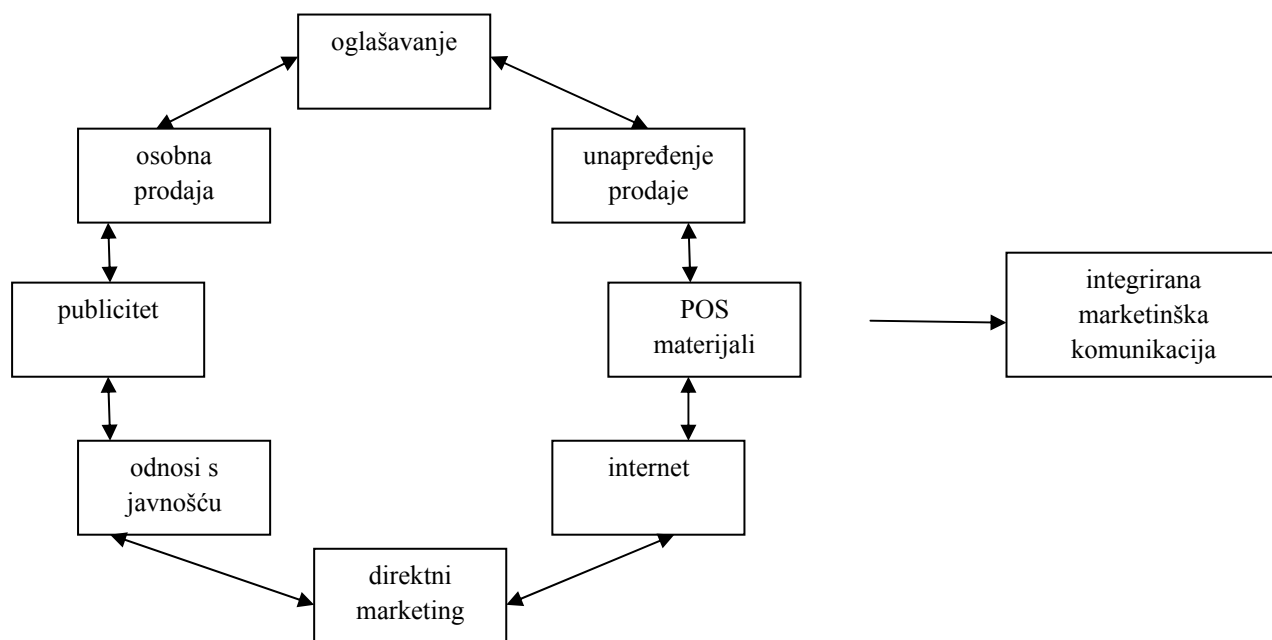 oglašavanje
osobna
prodaja
unapređenje
prodaje
publicitet
POS
materijali
integrirana
marketinška
komunikacija
odnosi s
javnošću
internet
direktni
marketing